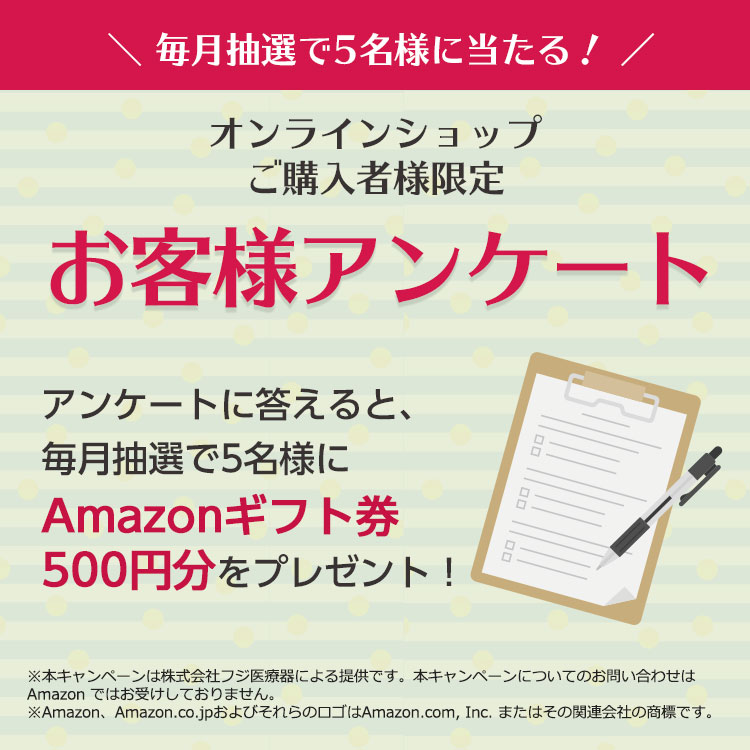 ＼ 毎月抽選で5名様に当たる！ ／
オンラインショップ
ご購入者様限定
お客様アンケート
アンケートに答えると、
毎月抽選で5名様に
Amazonギフト券
500円分をプレゼント！
※本キャンペーンは株式会社フジ医療器による提供です。本キャンペーンについてのお問い合わせは
Amazon ではお受けしておりません。
※Amazon、Amazon.co.jpおよびそれらのロゴはAmazon.com, Inc. またはその関連会社の商標です。